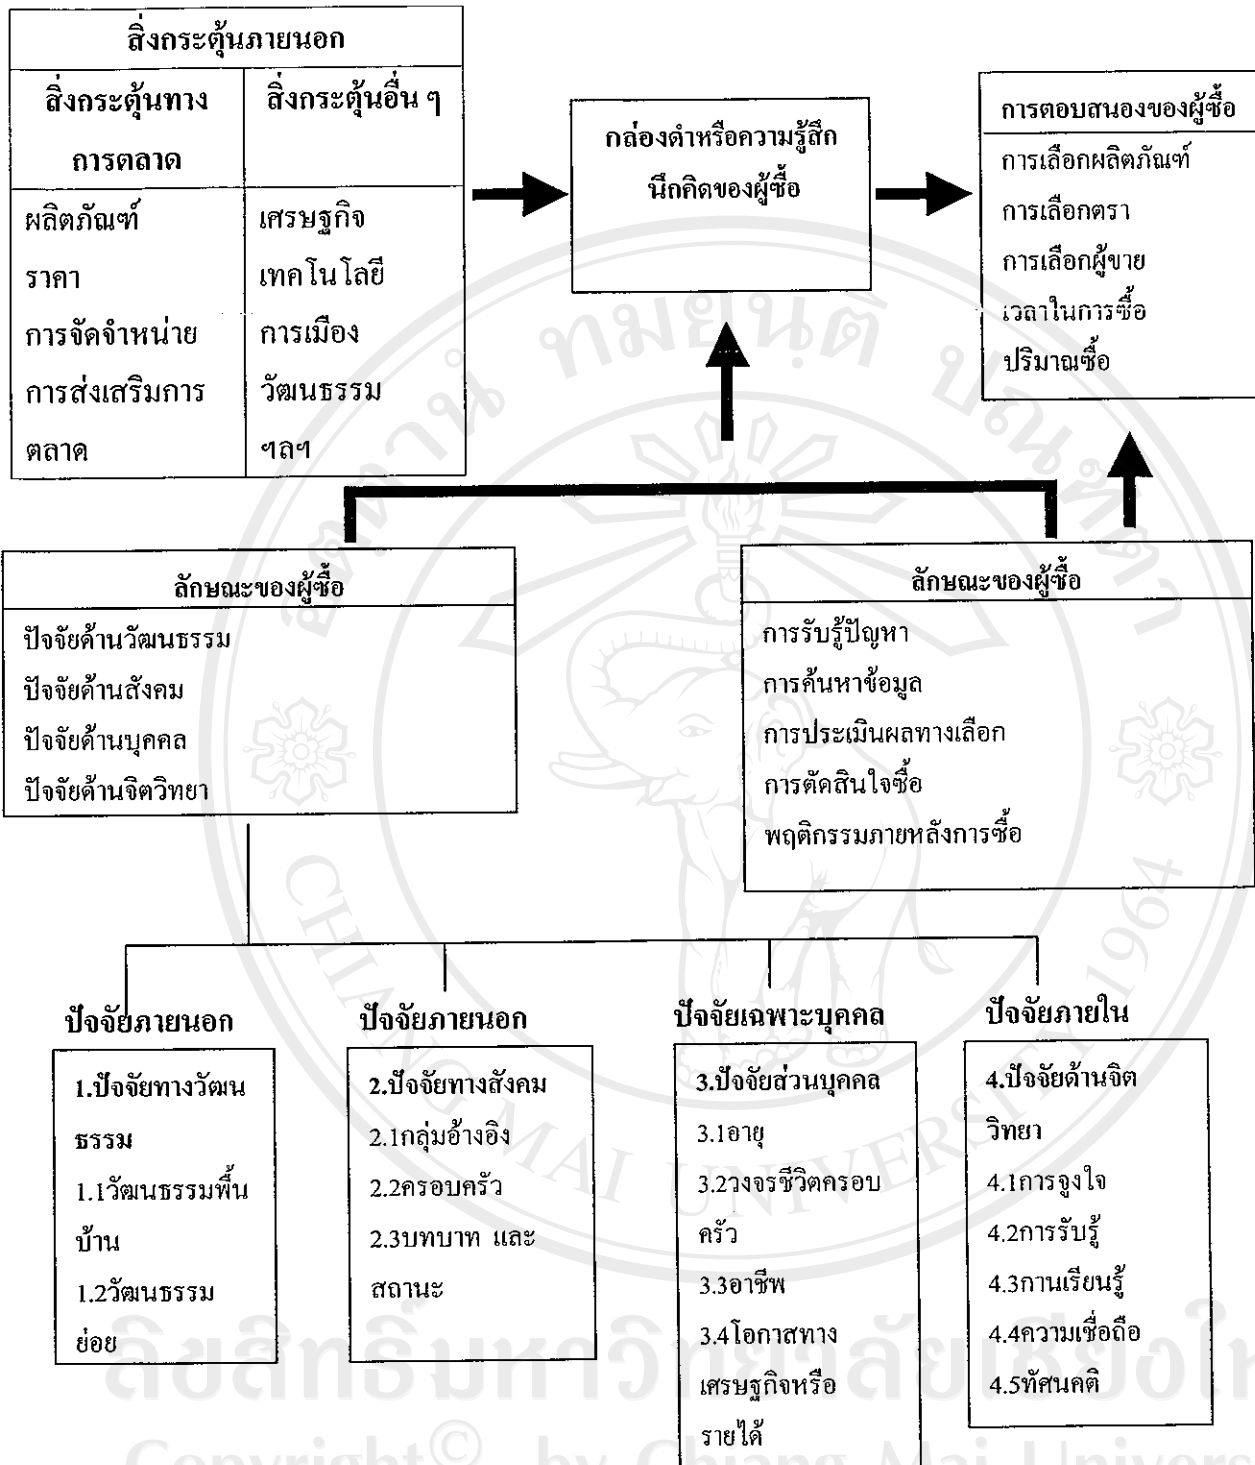 สิ่งกระตุ้นภายนอก
สิ่งกระตุ้นทาง
การตลาด
สิ่งกระตุ้นอื่น ๆ
ผลิตภัณฑ์
ราคา
การจัดจำหน่าย
การส่งเสริมการ
ตลาด
เศรษฐกิจ
เทคโนโลยี
การเมือง
วัฒนธรรม
ฯลฯ
กล่องดำหรือความรู้สึก
นึกคิดของผู้ซื้อ
การตอบสนองของผู้ซื้อ
การเลือกผลิตภัณฑ์
การเลือกตรา
การเลือกผู้ขาย
เวลาในการซื้อ
ปริมาณซื้อ
ลักษณะของผู้ซื้อ
ปัจจัยด้านวัฒนธรรม
ปัจจัยด้านสังคม
ปัจจัยด้านบุคคล
ปัจจัยด้านจิตวิทยา
ลักษณะของผู้ซื้อ
การรับรู้ปัญหา
การค้นหาข้อมูล
การประเมินผลทางเลือก
การตัดสินใจซื้อ
พฤติกรรมภายหลังการซื้อ
ปัจจัยภายนอก
1.ปัจจัยทางวัฒน
ธรรม
1.1วัฒนธรรมพื้น
บ้าน
1.2วัฒนธรรม
ย่อย
ปัจจัยภายนอก
2.ปัจจัยทางสังคม
2.1กลุ่มอ้างอิง
2.2ครอบครัว
2.3บทบาท และ
สถานะ
ปัจจัยเฉพาะบุคคล
3.ปัจจัยส่วนบุคคล
3.1อายุ
3.2วงจรชีวิตครอบ
ครัว
3.3อาชีพ
3.4โอกาสทาง
เศรษฐกิจหรือ
รายได้
ปัจจัยภายใน
4.ปัจจัยด้านจิต
วิทยา
4.1การจูงใจ
4.2การรับรู้
4.3กานเรียนรู้
4.4ความเชื่อถือ
4.5ทัศนคติ
CHIANG MAI UNIVERSITY 1964
Copyright© by Chiang Mai Univers